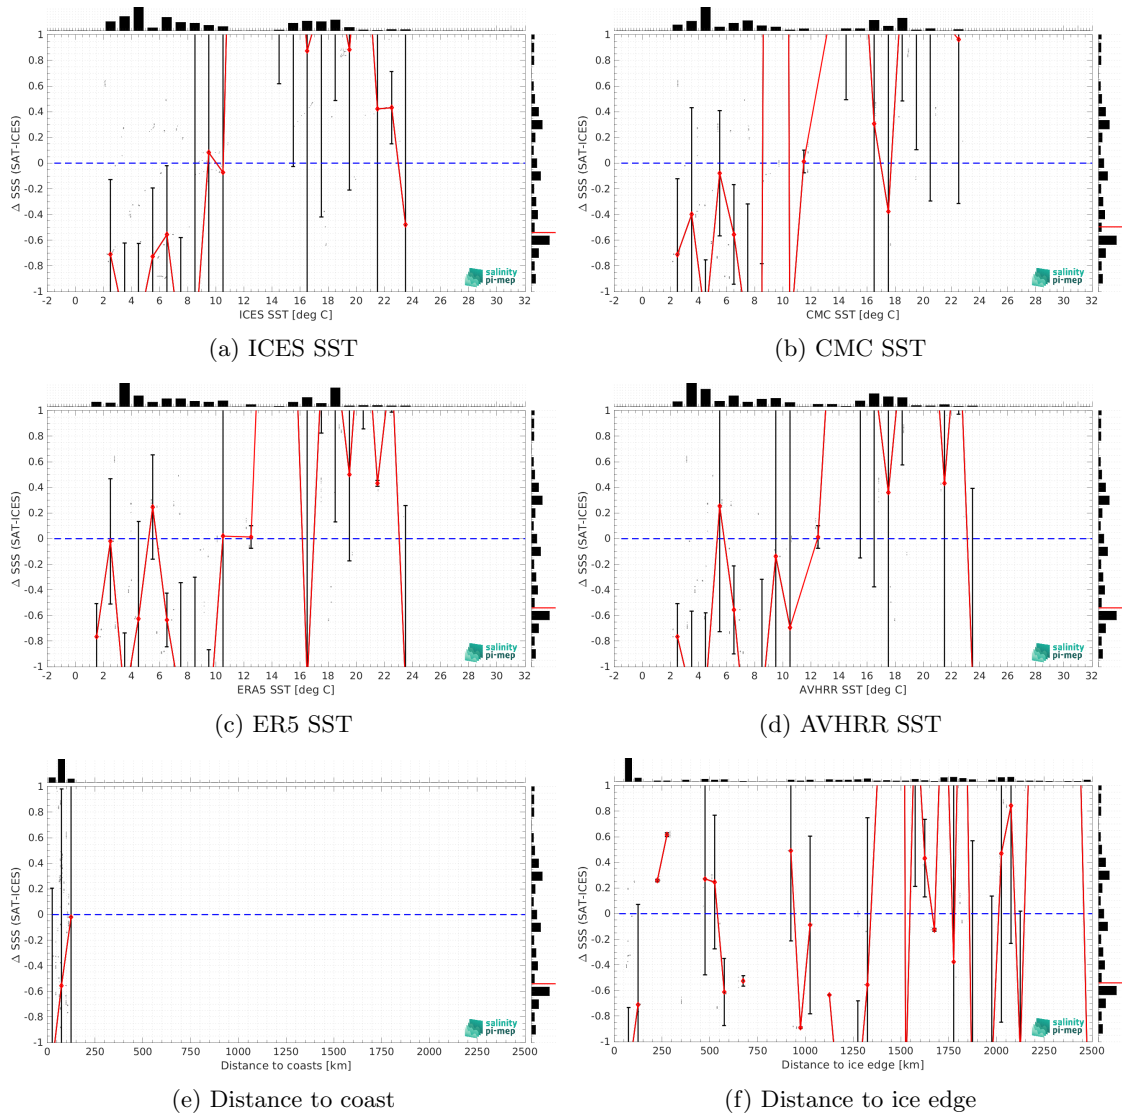 1
0.8
0.6
0.4
0.2
0
-0.2
-0.4
-0.6
-0.8
-1
Δ SSS (SAT-ICES)
-2 0 2 4 6 8 10 12 14 16 18 20 22 24 26 28 30 32
ICES SST [deg C]
salinity
pi-mep
(a) ICES SST
1
0.8
0.6
0.4
0.2
0
-0.2
-0.4
-0.6
-0.8
-1
Δ SSS (SAT-ICES)
-2 0 2 4 6 8 10 12 14 16 18 20 22 24 26 28 30 32
CMC SST [deg C]
salinity
pi-mep
(b) CMC SST
1
0.8
0.6
0.4
0.2
0
-0.2
-0.4
-0.6
-0.8
-1
Δ SSS (SAT-ICES)
-2 0 2 4 6 8 10 12 14 16 18 20 22 24 26 28 30 32
ERA5 SST [deg C]
salinity
pi-mep
(c) ER5 SST
1
0.8
0.6
0.4
0.2
0
-0.2
-0.4
-0.6
-0.8
-1
Δ SSS (SAT-ICES)
-2 0 2 4 6 8 10 12 14 16 18 20 22 24 26 28 30 32
AVHRR SST [deg C]
salinity
pi-mep
(d) AVHRR SST
1
0.8
0.6
0.4
0.2
0
-0.2
-0.4
-0.6
-0.8
-1
Δ SSS (SAT-ICES)
0 250 500 750 1000 1250 1500 1750 2000 2250 2500
Distance to coasts [km]
salinity
pi-mep
(e) Distance to coast
1
0.8
0.6
0.4
0.2
0
-0.2
-0.4
-0.6
-0.8
-1
Δ SSS (SAT-ICES)
0 250 500 750 1000 1250 1500 1750 2000 2250 2500
Distance to ice edge [km]
salinity
pi-mep
(f) Distance to ice edge